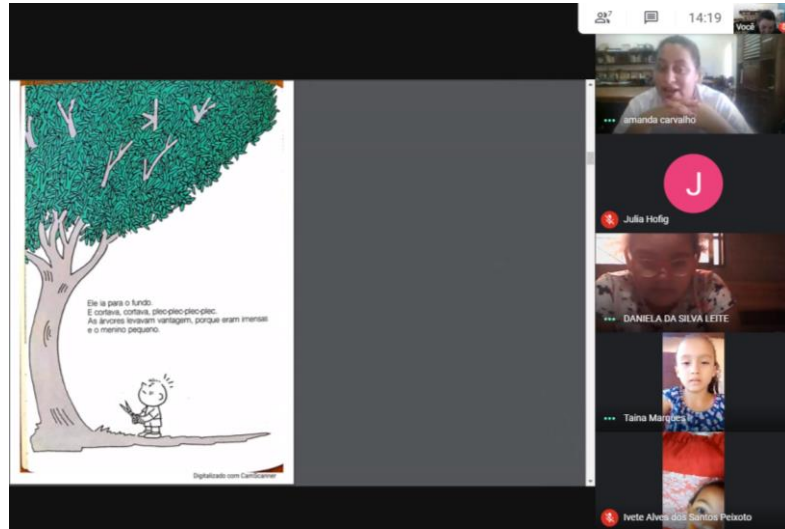 7
14:19
Você
Ele ia para o fundo.
E cortava, cortava, plec-plec-plec-plec.
As árvores levavam vantagem, porque eram imensas
e o menino pequeno.
Digitalizado com CamScanner
amanda carvalho
J
Julia Hofig
DANIELA DA SILVA LEITE
Taina Marques
Ivete Alves dos Santos Peixoto